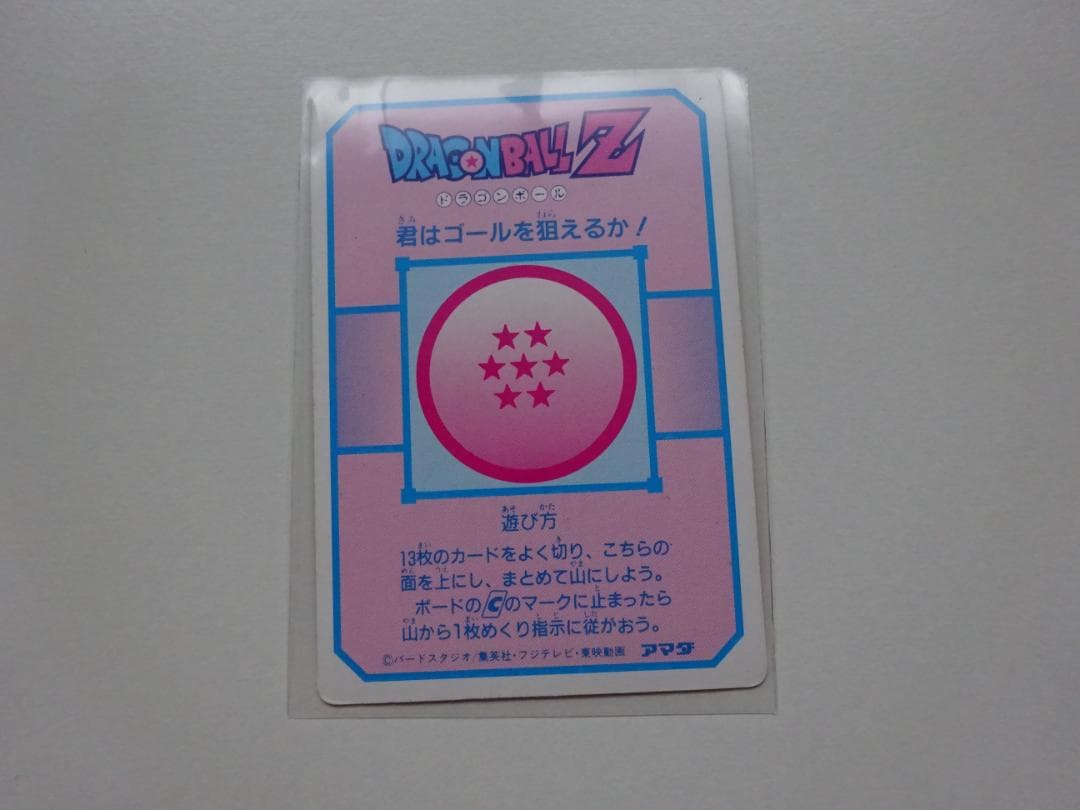 DRAGONBALL Z
ドラゴンボール
君はゴールを狙えるか！
遊び方
13枚のカードをよく切り、こちらの
面を上にし、まとめて山にしよう。
ボードのCのマークに止まったら
山から1枚めくり指示に従がおう。
©バードスタジオ/集英社・フジテレビ・東映動画 アマダ